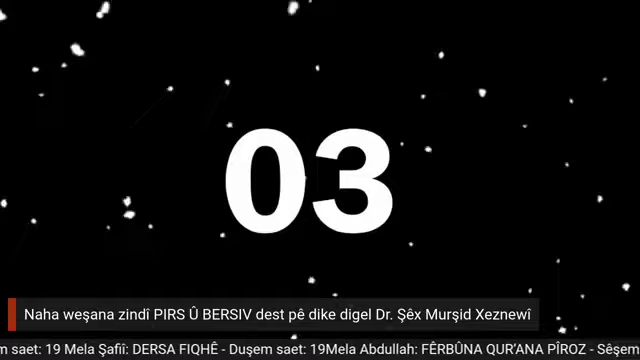 03
Naha weşana zindî PIRS Û BERSIV dest pê dike digel Dr. Şêx Murşid Xeznewî
saet: 19 Mela Şafiî: DERSA FIQHÊ - Duşem saet: 19Mela Abdullah: FÊRBÛNA QUR’ANA PÎROZ - Sêşem